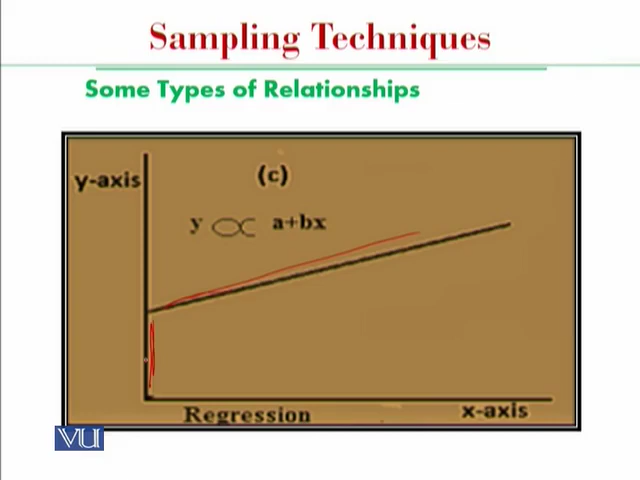 Sampling Techniques
Some Types of Relationships
(c)
y-axis
y ∝ a+bx
Regression
x-axis
VU